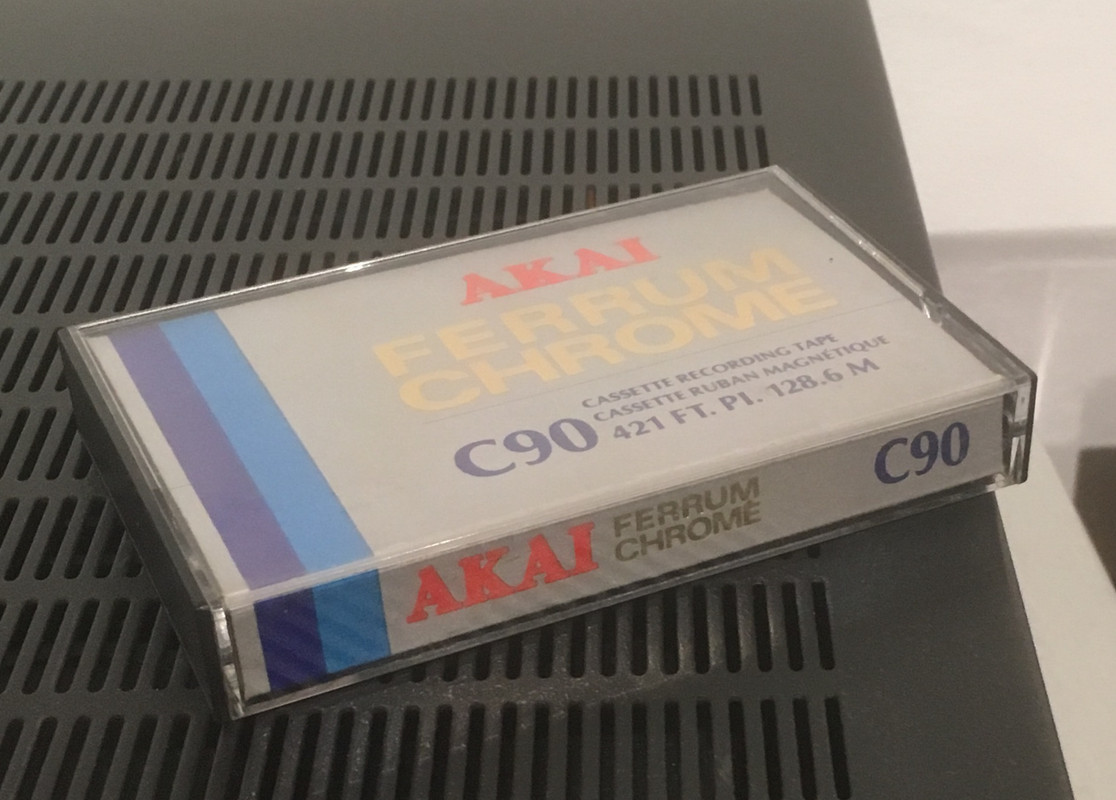 AKAI
FERRUM
CHROME
CASSETTE RECORDING TAPE
CASSETTE RUBAN MAGNÉTIQUE
C90 421 FT. PI. 128.6 M
AKAI FERRUM
CHROME
C90